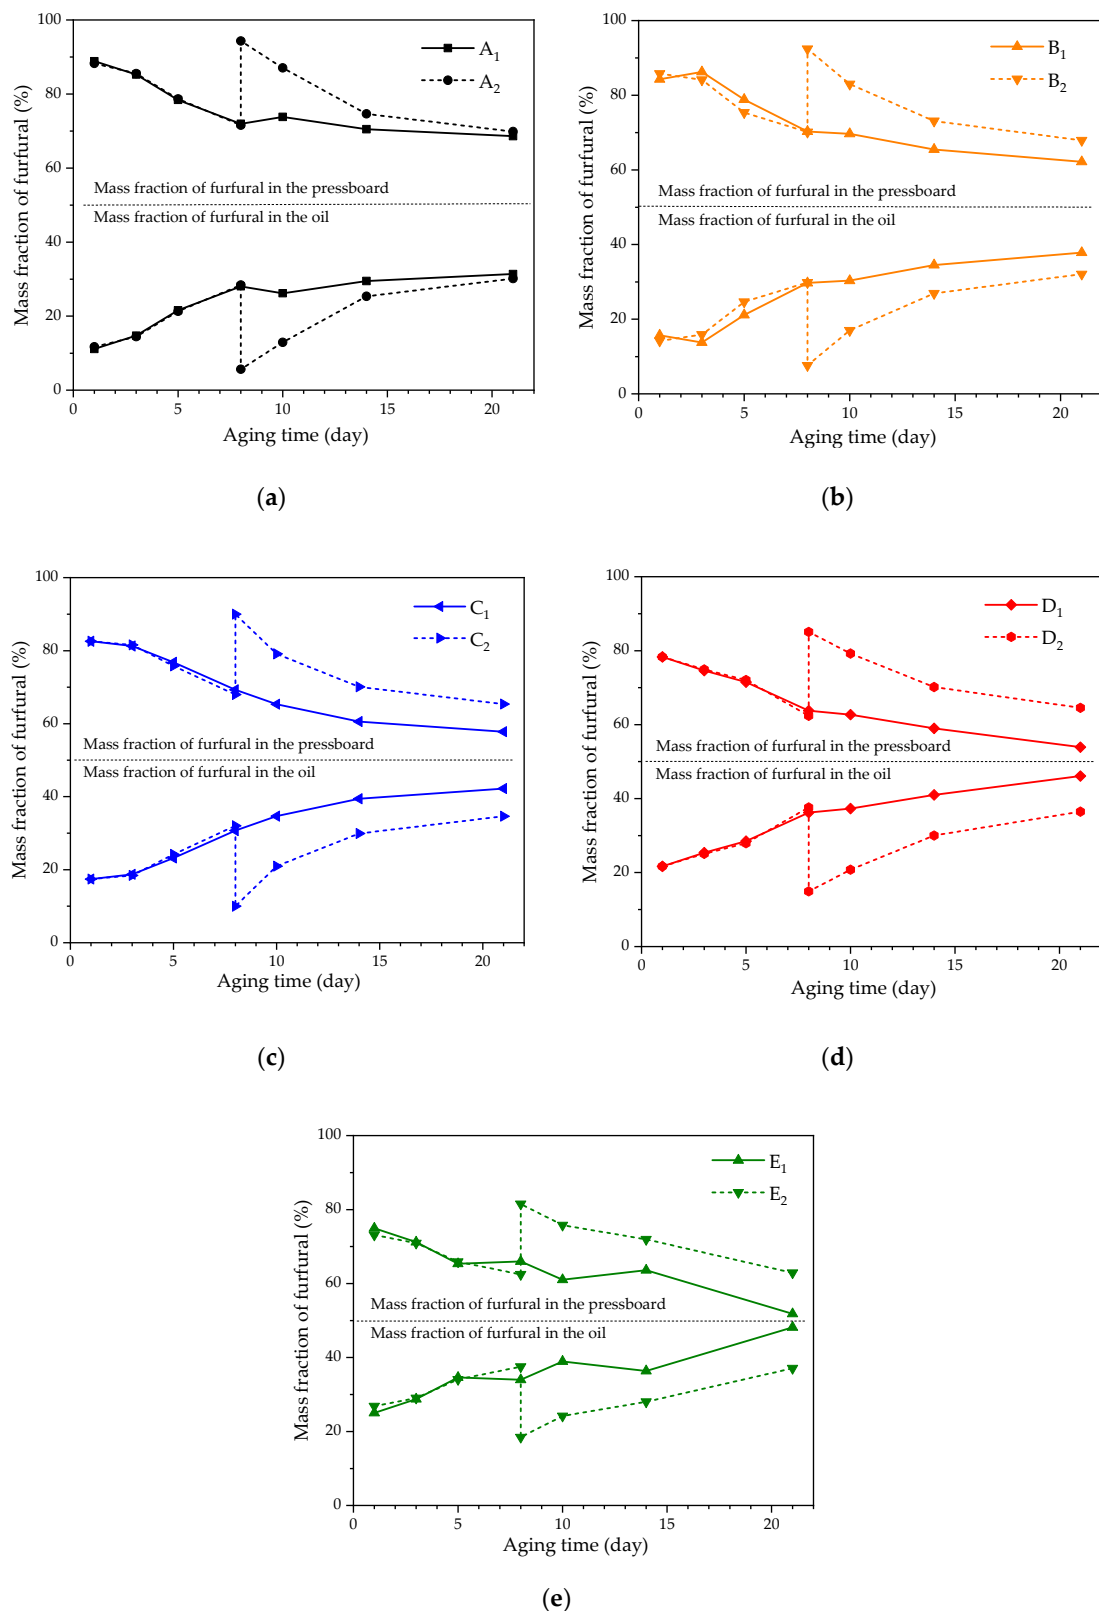 100
80
60
40
20
0
Mass fraction of furfural (%)
A1
A2
Mass fraction of furfural in the pressboard
Mass fraction of furfural in the oil
0 5 10 15 20
Aging time (day)
(a)
100
80
60
40
20
0
Mass fraction of furfural (%)
B1
B2
Mass fraction of furfural in the pressboard
Mass fraction of furfural in the oil
0 5 10 15 20
Aging time (day)
(b)
100
80
60
40
20
0
Mass fraction of furfural (%)
C1
C2
Mass fraction of furfural in the pressboard
Mass fraction of furfural in the oil
0 5 10 15 20
Aging time (day)
(c)
100
80
60
40
20
0
Mass fraction of furfural (%)
D1
D2
Mass fraction of furfural in the pressboard
Mass fraction of furfural in the oil
0 5 10 15 20
Aging time (day)
(d)
100
80
60
40
20
0
Mass fraction of furfural (%)
E1
E2
Mass fraction of furfural in the pressboard
Mass fraction of furfural in the oil
0 5 10 15 20
Aging time (day)
(e)